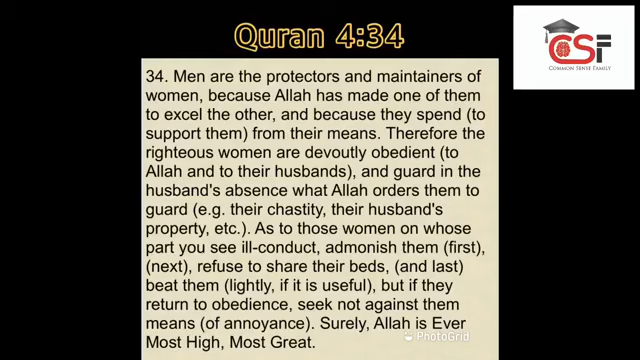 Quran 4:34
CSF
COMMON SENSE FAMILY
34. Men are the protectors and maintainers of
women, because Allah has made one of them
to excel the other, and because they spend (to
support them) from their means. Therefore the
righteous women are devoutly obedient (to
Allah and to their husbands), and guard in the
husband's absence what Allah orders them to
guard (e.g. their chastity, their husband's
property, etc.). As to those women on whose
part you see ill-conduct, admonish them (first),
(next), refuse to share their beds, (and last)
beat them (lightly, if it is useful), but if they
return to obedience, seek not against them
means (of annoyance). Surely, Allah is Ever
Most High, Most Great.
PhotoGrid